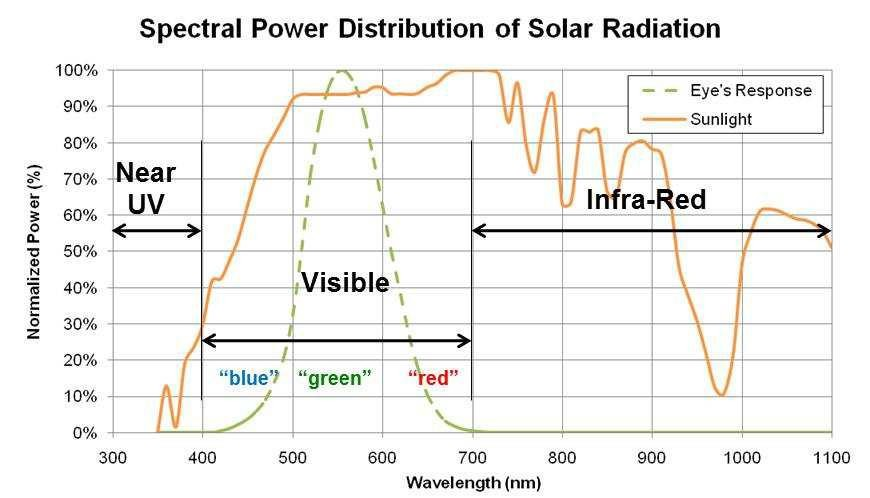 Spectral Power Distribution of Solar Radiation
Normalized Power (%)
100%
90%
80%
70%
60%
50%
40%
30%
20%
10%
0%
Eye's Response
Sunlight
Near
UV
Infra-Red
Visible
“blue” “green” “red”
300 400 500 600 700 800 900 1000 1100
Wavelength (nm)